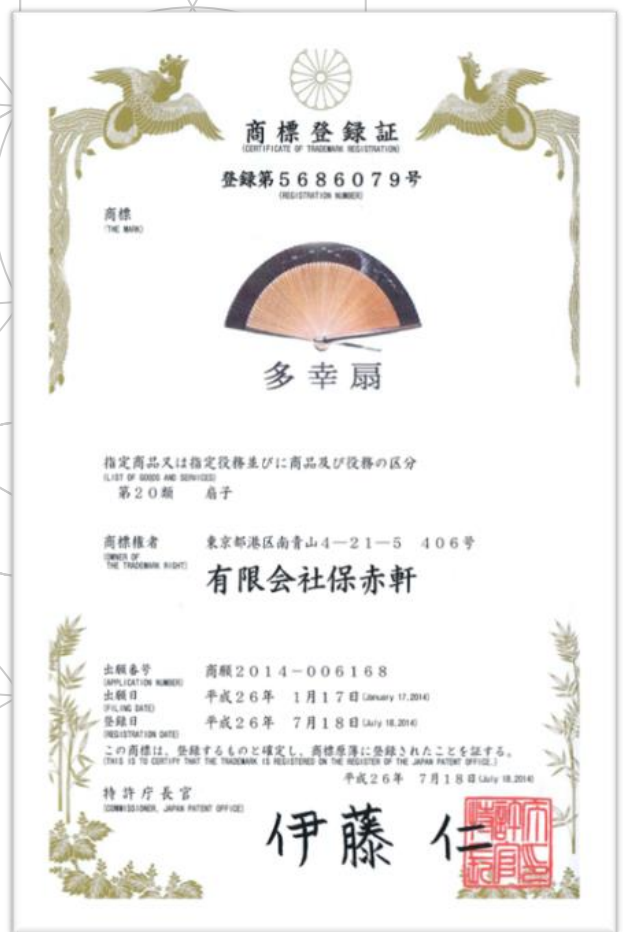 商標登録証
(CERTIFICATE OF TRADEMARK REGISTRATION)
登録第5686079号
(REGISTRATION NUMBER)
商標
(THE MARK)
多幸扇
指定商品又は指定役務並びに商品及び役務の区分
(LIST OF GOODS AND SERVICES)
第20類 扇子
商標権者 東京都港区南青山4-21-5 406号
(OWNER OF
THE TRADEMARK RIGHT)
有限会社保赤軒
出願番号 商願2014-006168
(APPLICATION NUMBER)
出願日 平成26年 1月17日(January 17,2014)
(FILING DATE)
登録日 平成26年 7月18日(July 18,2014)
(REGISTRATION DATE)
この商標は、登録するものと確定し、商標原簿に登録されたことを証する。
(THIS IS TO CERTIFY THAT THE TRADEMARK IS REGISTERED ON THE REGISTER OF THE JAPAN PATENT OFFICE.)
平成26年 7月18日(July 18,2014)
特許庁長官
(COMMISSIONER, JAPAN PATENT OFFICE)
伊藤 仁